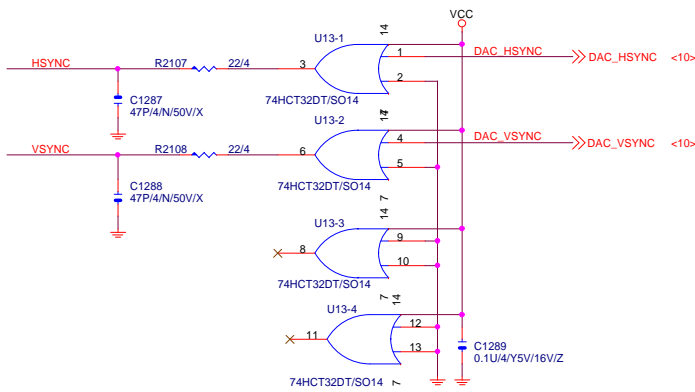 VCC
U13-1
14
HSYNC
R2107
22/4
3
1
DAC_HSYNC
DAC_HSYNC <10>
2
C1287
47P/4/N/50V/X
74HCT32DT/SO14
U13-2
14
7
VSYNC
R2108
22/4
6
4
DAC_VSYNC
DAC_VSYNC <10>
5
C1288
47P/4/N/50V/X
74HCT32DT/SO14
7
U13-3
14
8
9
10
74HCT32DT/SO14
7
14
U13-4
11
12
13
C1289
0.1U/4/Y5V/16V/Z
74HCT32DT/SO14
7